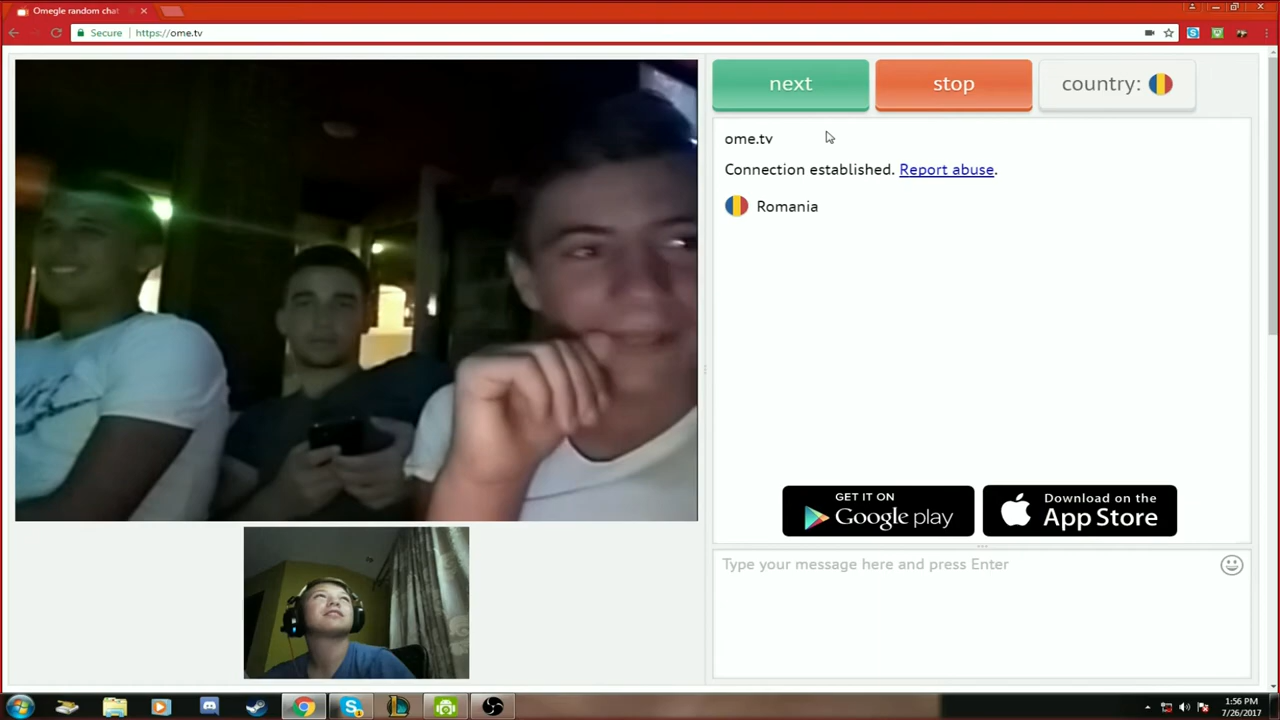 Omegle random chat
Secure
https://ome.tv
next
stop
country:
ome.tv
Connection established. Report abuse.
Romania
GET IT ON
Google play
Download on the
App Store
Type your message here and press Enter
1:56 PM
7/26/2017